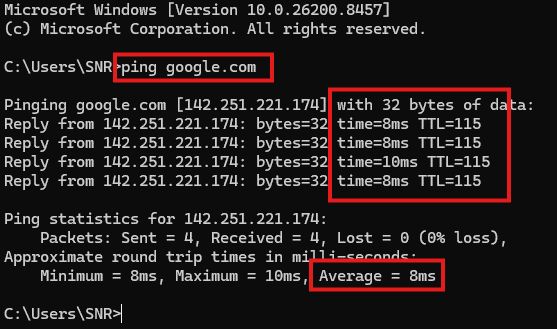 Microsoft Windows [Version 10.0.26200.8457]
(c) Microsoft Corporation. All rights reserved.
C:\Users\SNR>ping google.com
Pinging google.com [142.251.221.174] with 32 bytes of data:
Reply from 142.251.221.174: bytes=32 time=8ms TTL=115
Reply from 142.251.221.174: bytes=32 time=8ms TTL=115
Reply from 142.251.221.174: bytes=32 time=10ms TTL=115
Reply from 142.251.221.174: bytes=32 time=8ms TTL=115
Ping statistics for 142.251.221.174:
Packets: Sent = 4, Received = 4, Lost = 0 (0% loss),
Approximate round trip times in milli-seconds:
Minimum = 8ms, Maximum = 10ms, Average = 8ms
C:\Users\SNR>